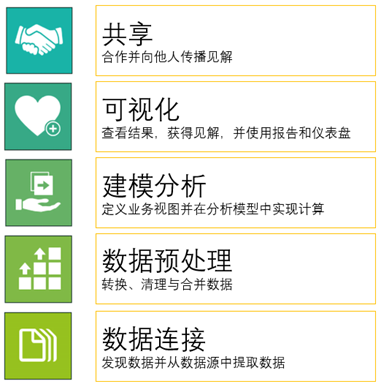 共享
合作并向他人传播见解
可视化
查看结果，获得见解，并使用报告和仪表盘
建模分析
定义业务视图并在分析模型中实现计算
数据预处理
转换、清理与合并数据
数据连接
发现数据并从数据源中提取数据